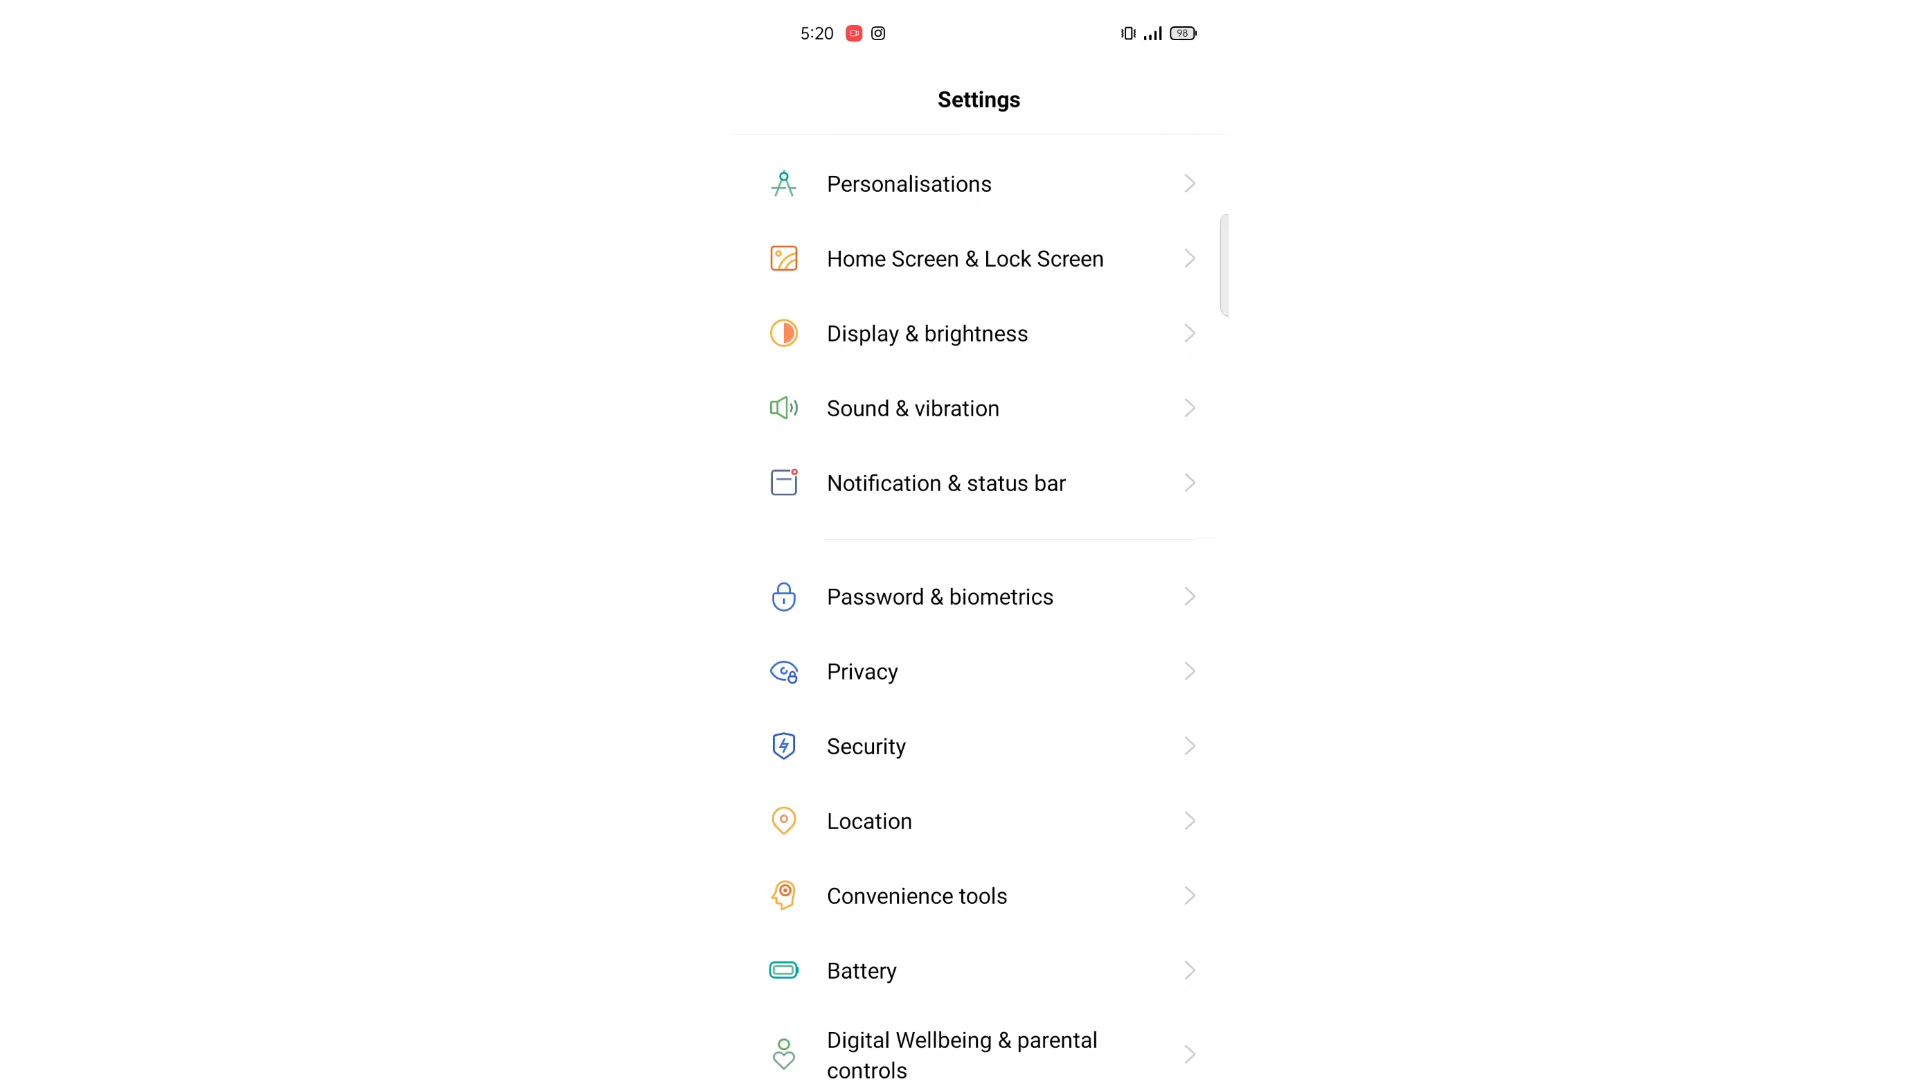 5:20
98
Settings
Personalisations
Home Screen & Lock Screen
Display & brightness
Sound & vibration
Notification & status bar
Password & biometrics
Privacy
Security
Location
Convenience tools
Battery
Digital Wellbeing & parental
controls